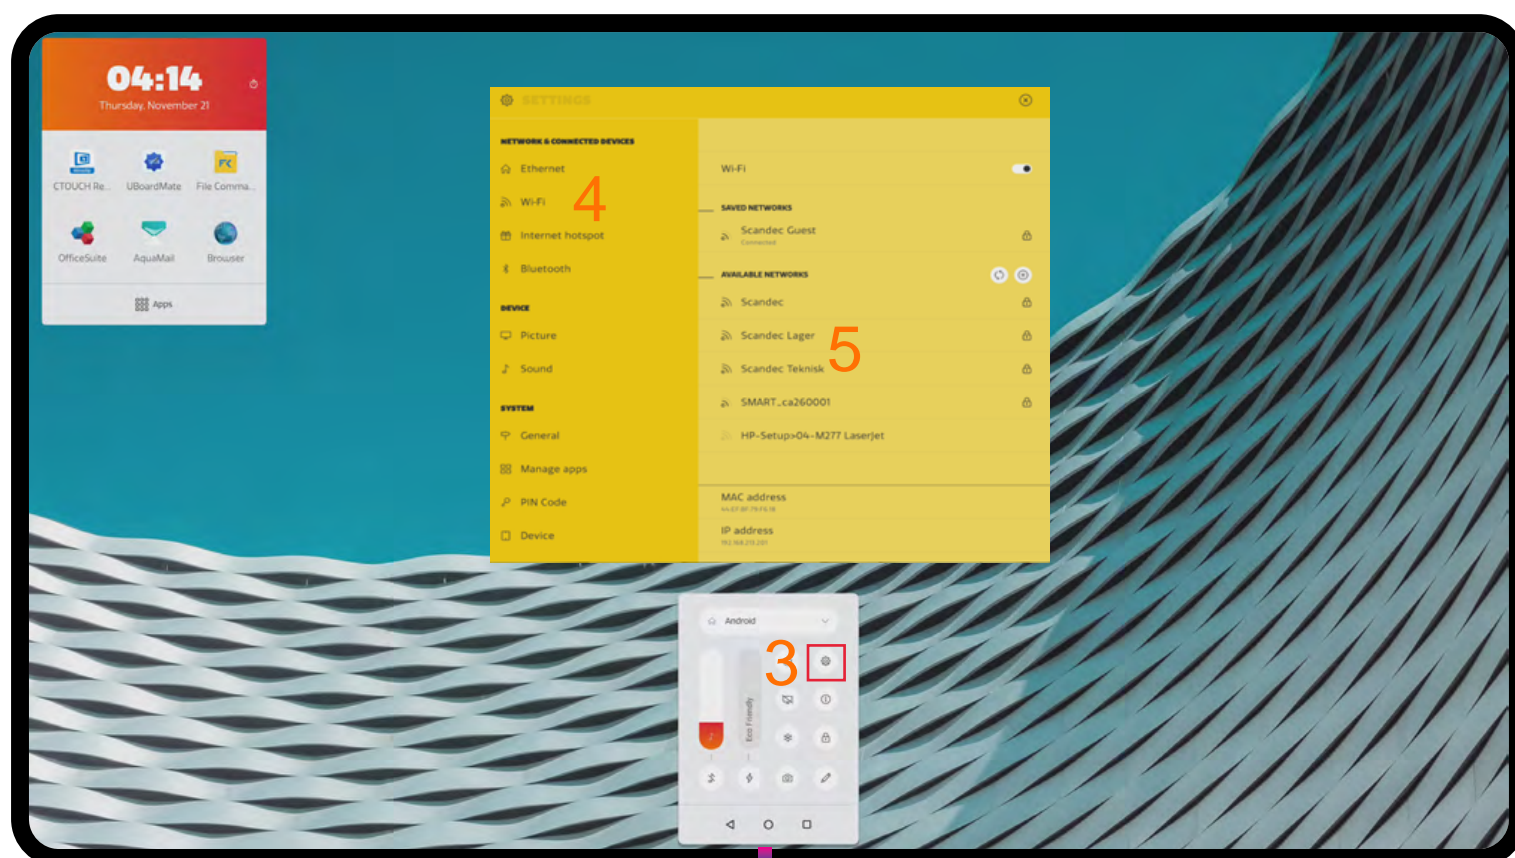 04:14
Thursday, November 21
CTOUCH Re...
UBoardMate
File Comma...
OfficeSuite
AquaMail
Browser
Apps
SETTINGS
NETWORK & CONNECTED DEVICES
Ethernet
Wi-Fi
4
Internet hotspot
Bluetooth
DEVICE
Picture
Sound
SYSTEM
General
Manage apps
PIN Code
Device
Wi-Fi
SAVED NETWORKS
Scandec Guest
Connected
AVAILABLE NETWORKS
Scandec
Scandec Lager
5
Scandec Teknisk
SMART_ca260001
HP-Setup>04-M277 LaserJet
MAC address
IP address
Android
3
Eco Friendly